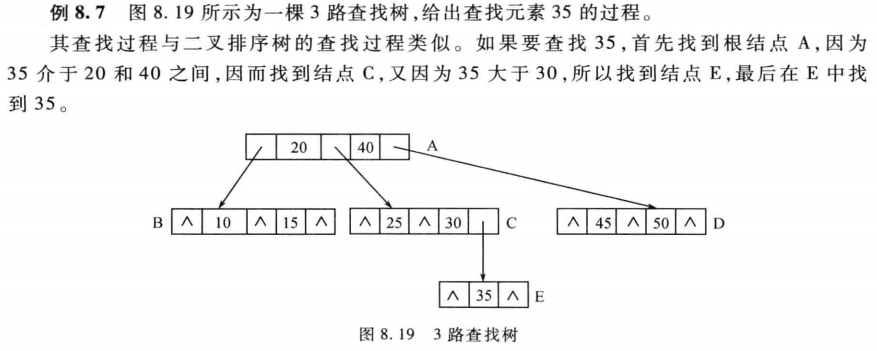 例 8.7 图 8.19 所示为一棵 3 路查找树,给出查找元素 35 的过程。
其查找过程与二叉排序树的查找过程类似。如果要查找 35,首先找到根结点 A,因为
35 介于 20 和 40 之间,因而找到结点 C,又因为 35 大于 30,所以找到结点 E,最后在 E 中找
到 35。
20 40 A
B ∧ 10 ∧ 15 ∧ ∧ 25 ∧ 30 C ∧ 45 ∧ 50 ∧ D
∧ 35 ∧ E
图 8.19 3 路查找树